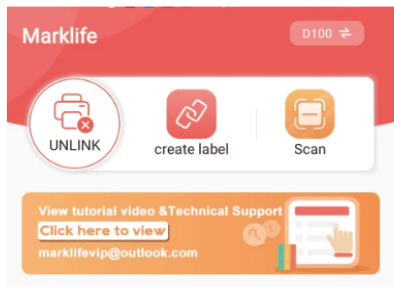 Marklife
D100
UNLINK
create label
Scan
View tutorial video &Technical Support
Click here to view
marklifevip@outlook.com